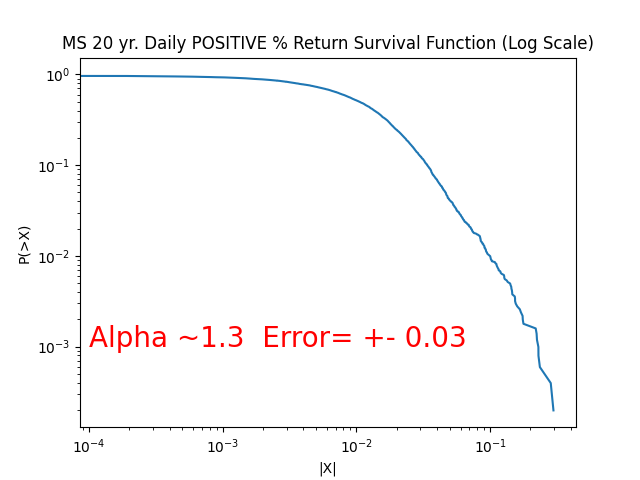 MS 20 yr. Daily POSITIVE % Return Survival Function (Log Scale)
10^0
10^-1
10^-2
10^-3
P(>X)
Alpha ~1.3  Error= +- 0.03
10^-4 10^-3 10^-2 10^-1
|X|